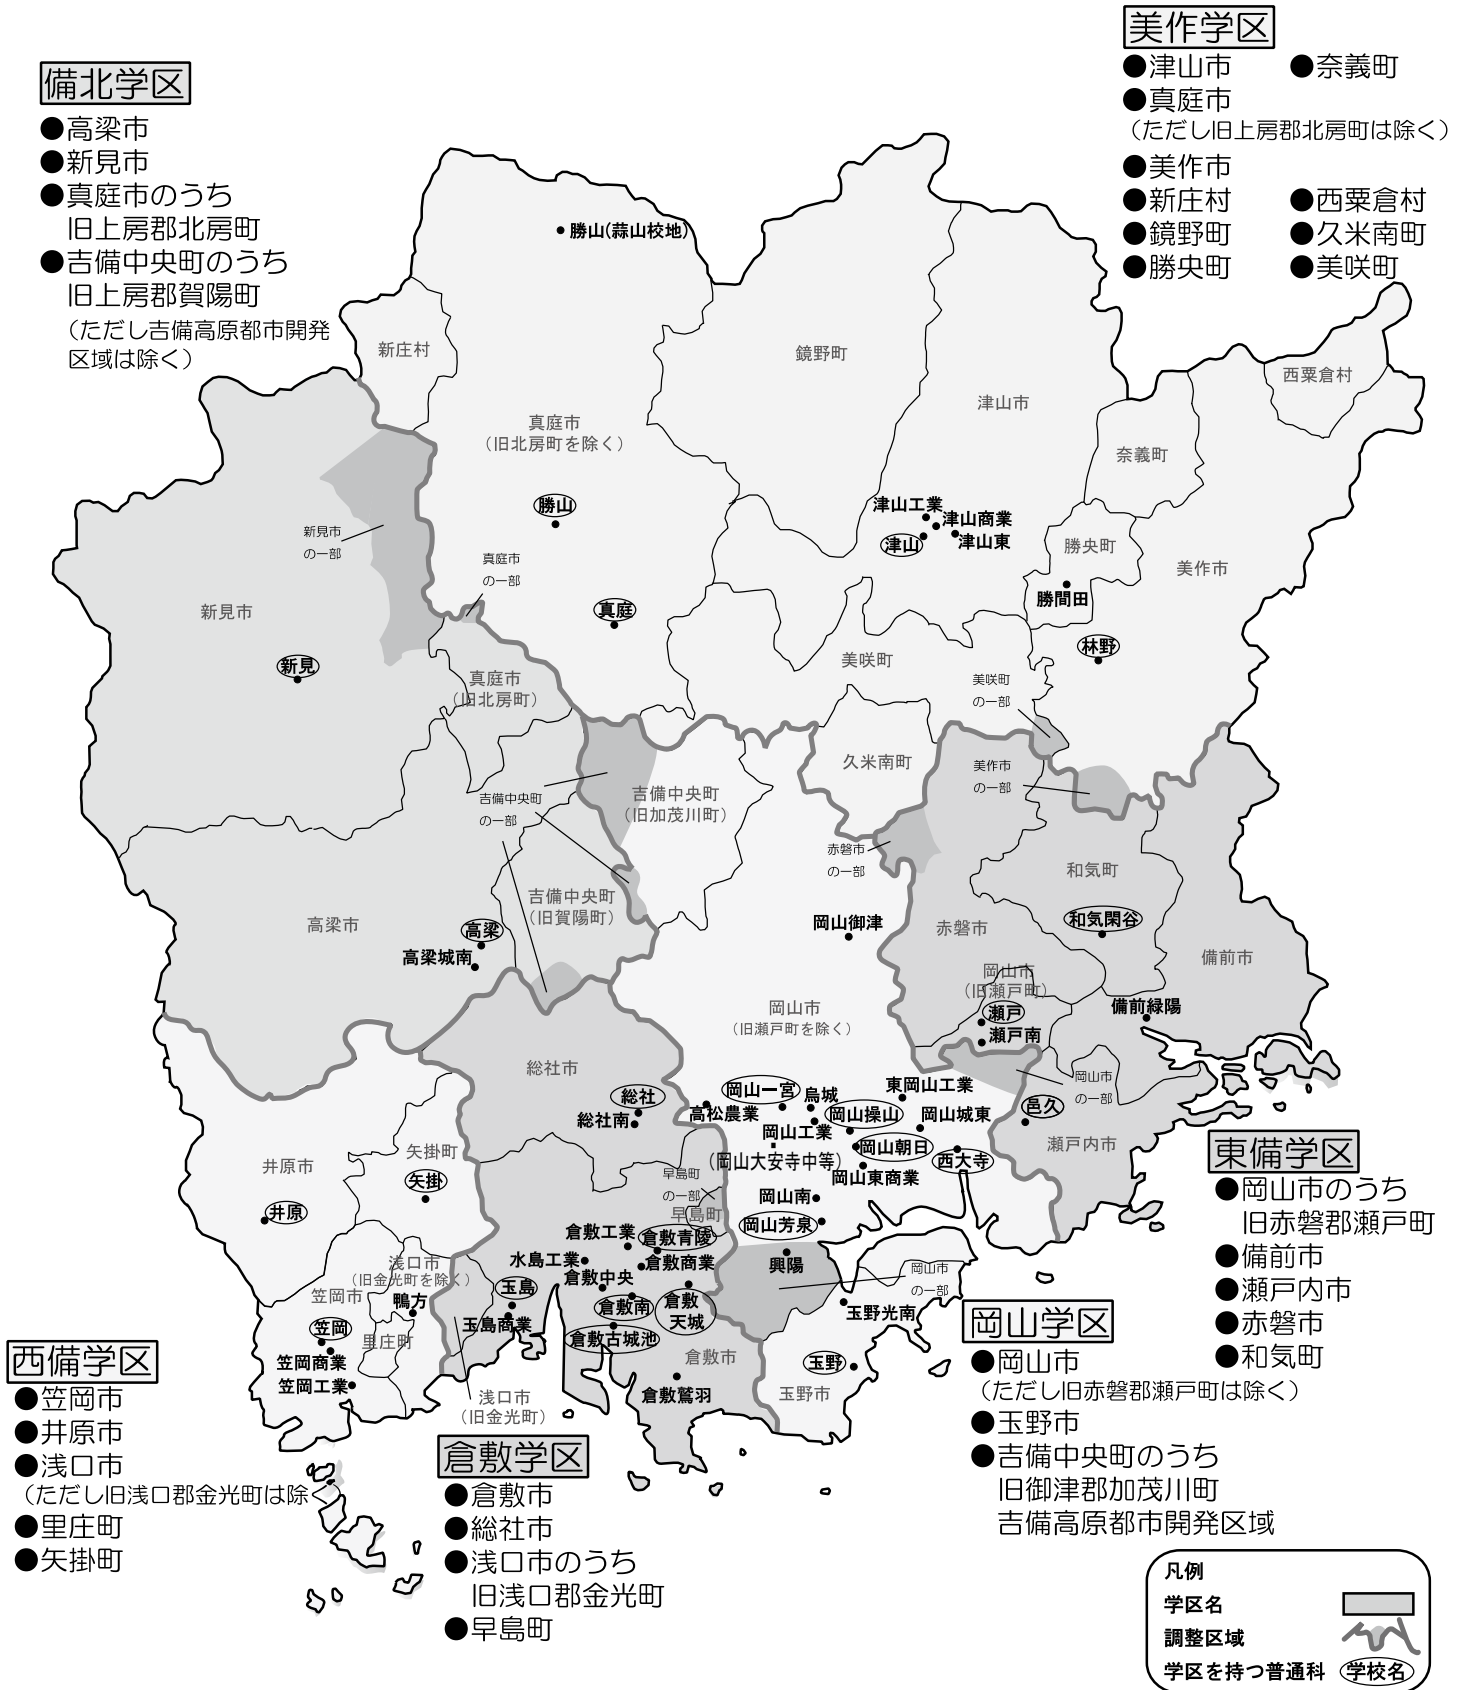 美作学区
●津山市 ●奈義町
●真庭市
（ただし旧上房郡北房町は除く）
●美作市
●新庄村 ●西粟倉村
●鏡野町 ●久米南町
●勝央町 ●美咲町
備北学区
●高梁市
●新見市
●真庭市のうち
旧上房郡北房町
●吉備中央町のうち
旧上房郡賀陽町
（ただし吉備高原都市開発
区域は除く）
勝山(蒜山校地)
新庄村
鏡野町
津山市
西粟倉村
真庭市
（旧北房町を除く）
奈義町
勝山
津山工業
津山商業
津山東
津山
新見市
の一部
真庭市
の一部
勝央町
美作市
勝間田
新見市
真庭
林野
新見
美咲町
真庭市
（旧北房町）
美咲町
の一部
久米南町
美作市
の一部
吉備中央町
の一部
吉備中央町
（旧加茂川町）
赤磐市
の一部
和気町
吉備中央町
（旧賀陽町）
高梁市
高梁
高梁城南
岡山御津
赤磐市
和気閑谷
備前市
岡山市
（旧瀬戸町）
瀬戸
瀬戸南
備前緑陽
岡山市
（旧瀬戸町を除く）
総社市
岡山市
の一部
総社
総社南
高松農業
岡山一宮
烏城
東岡山工業
岡山操山
岡山城東
岡山工業
邑久
瀬戸内市
岡山朝日
（岡山大安寺中等）
西大寺
岡山東商業
井原市
矢掛町
矢掛
早島町
の一部
早島町
岡山南
井原
岡山芳泉
倉敷工業
倉敷青陵
水島工業
倉敷商業
倉敷中央
興陽
岡山市
の一部
浅口市
（旧金光町を除く）
笠岡市
鴨方
玉島
玉島商業
倉敷南
倉敷
天城
玉野光南
笠岡
里庄町
倉敷古城池
倉敷市
笠岡商業
笠岡工業
玉野
玉野市
倉敷鷲羽
浅口市
（旧金光町）
東備学区
●岡山市のうち
旧赤磐郡瀬戸町
●備前市
●瀬戸内市
●赤磐市
●和気町
岡山学区
●岡山市
（ただし旧赤磐郡瀬戸町は除く）
●玉野市
●吉備中央町のうち
旧御津郡加茂川町
吉備高原都市開発区域
西備学区
●笠岡市
●井原市
●浅口市
（ただし旧浅口郡金光町は除く）
●里庄町
●矢掛町
倉敷学区
●倉敷市
●総社市
●浅口市のうち
旧浅口郡金光町
●早島町
凡例
学区名
調整区域
学区を持つ普通科 学校名